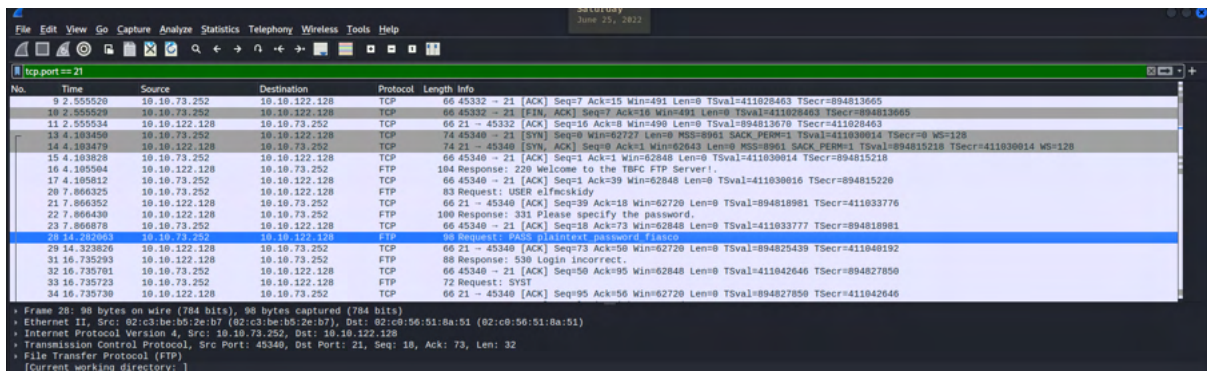 Saturday
June 25, 2022
File Edit View Go Capture Analyze Statistics Telephony Wireless Tools Help
tcp.port == 21
No. Time Source Destination Protocol Length Info
9 2.555520 10.10.73.252 10.10.122.128 TCP 66 45332 → 21 [ACK] Seq=7 Ack=15 Win=491 Len=0 TSval=411028463 TSecr=894813665
10 2.555529 10.10.73.252 10.10.122.128 TCP 66 45332 → 21 [FIN, ACK] Seq=7 Ack=16 Win=491 Len=0 TSval=411028463 TSecr=894813665
11 2.555534 10.10.122.128 10.10.73.252 TCP 66 21 → 45332 [ACK] Seq=16 Ack=8 Win=490 Len=0 TSval=894813670 TSecr=411028463
13 4.103450 10.10.73.252 10.10.122.128 TCP 74 45340 → 21 [SYN] Seq=0 Win=62727 Len=0 MSS=8961 SACK_PERM=1 TSval=411030014 TSecr=0 WS=128
14 4.103479 10.10.122.128 10.10.73.252 TCP 74 21 → 45340 [SYN, ACK] Seq=0 Ack=1 Win=62643 Len=0 MSS=8961 SACK_PERM=1 TSval=894815218 TSecr=411030014 WS=128
15 4.103828 10.10.73.252 10.10.122.128 TCP 66 45340 → 21 [ACK] Seq=1 Ack=1 Win=62848 Len=0 TSval=411030014 TSecr=894815218
16 4.105504 10.10.122.128 10.10.73.252 FTP 104 Response: 220 Welcome to the TBFC FTP Server!.
17 4.105812 10.10.73.252 10.10.122.128 TCP 66 45340 → 21 [ACK] Seq=1 Ack=39 Win=62848 Len=0 TSval=411030016 TSecr=894815220
20 7.866325 10.10.73.252 10.10.122.128 FTP 83 Request: USER elfmcskidy
21 7.866352 10.10.122.128 10.10.73.252 TCP 66 21 → 45340 [ACK] Seq=39 Ack=18 Win=62720 Len=0 TSval=894818981 TSecr=411033776
22 7.866430 10.10.122.128 10.10.73.252 FTP 100 Response: 331 Please specify the password.
23 7.866878 10.10.73.252 10.10.122.128 TCP 66 45340 → 21 [ACK] Seq=18 Ack=73 Win=62848 Len=0 TSval=411033777 TSecr=894818981
28 14.282063 10.10.73.252 10.10.122.128 FTP 98 Request: PASS plaintext_password_fiasco
29 14.323826 10.10.122.128 10.10.73.252 TCP 66 21 → 45340 [ACK] Seq=73 Ack=50 Win=62720 Len=0 TSval=894825439 TSecr=411040192
31 16.735293 10.10.122.128 10.10.73.252 FTP 88 Response: 530 Login incorrect.
32 16.735701 10.10.73.252 10.10.122.128 TCP 66 45340 → 21 [ACK] Seq=50 Ack=95 Win=62848 Len=0 TSval=411042646 TSecr=894827850
33 16.735723 10.10.73.252 10.10.122.128 FTP 72 Request: SYST
34 16.735730 10.10.122.128 10.10.73.252 TCP 66 21 → 45340 [ACK] Seq=95 Ack=56 Win=62720 Len=0 TSval=894827850 TSecr=411042646
Frame 28: 98 bytes on wire (784 bits), 98 bytes captured (784 bits)
Ethernet II, Src: 02:c3:be:b5:2e:b7 (02:c3:be:b5:2e:b7), Dst: 02:c0:56:51:8a:51 (02:c0:56:51:8a:51)
Internet Protocol Version 4, Src: 10.10.73.252, Dst: 10.10.122.128
Transmission Control Protocol, Src Port: 45340, Dst Port: 21, Seq: 18, Ack: 73, Len: 32
File Transfer Protocol (FTP)
[Current working directory: ]